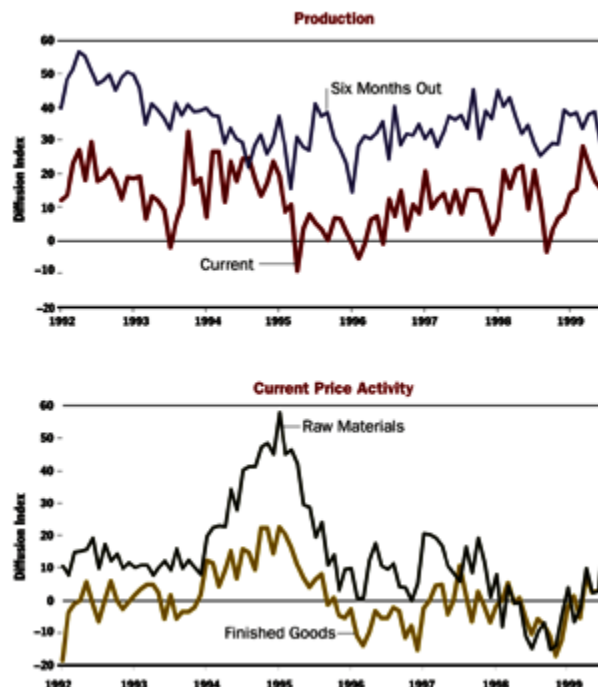 Production
60
50
40
30
20
10
0
-10
-20
Diffusion Index
Six Months Out
Current
1992 1993 1994 1995 1996 1997 1998 1999
Current Price Activity
60
50
40
30
20
10
0
-10
-20
Diffusion Index
Raw Materials
Finished Goods
1992 1993 1994 1995 1996 1997 1998 1999